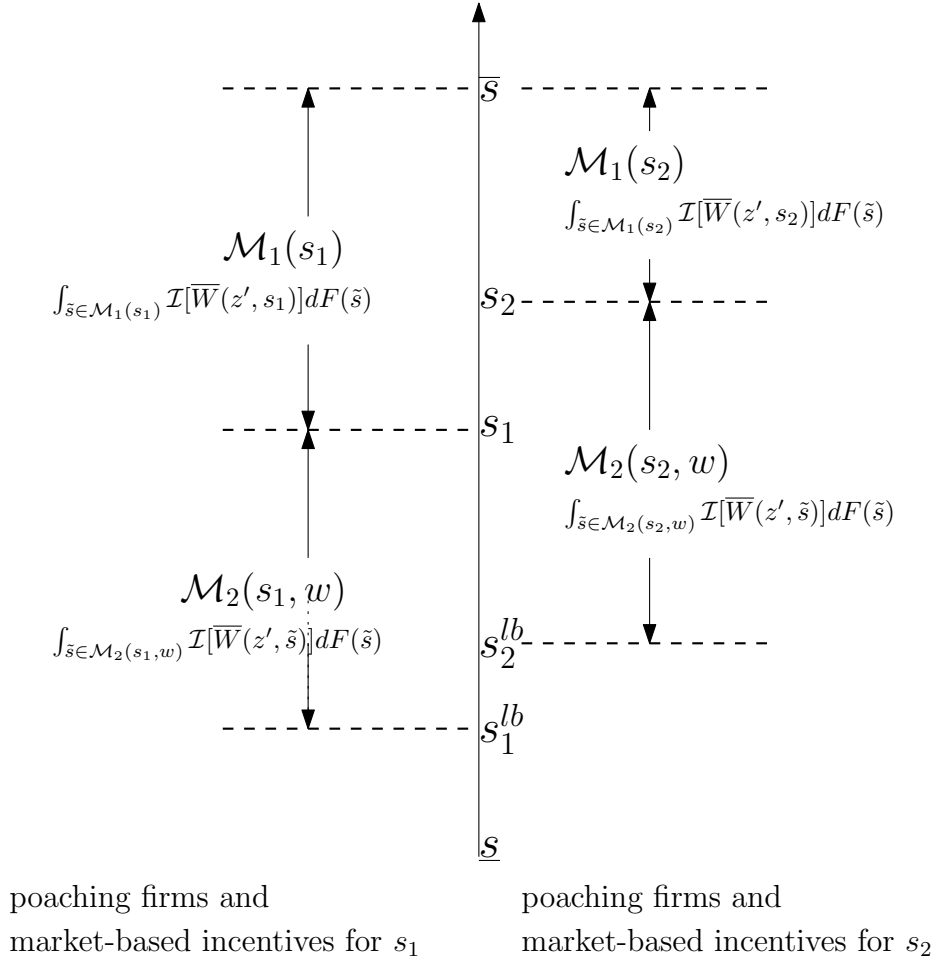 s̅
ℳ₁(s₂)
∫_{s̃∈ℳ₁(s₂)} ℐ[W̅(z′, s₂)]dF(s̃)
ℳ₁(s₁)
∫_{s̃∈ℳ₁(s₁)} ℐ[W̅(z′, s₁)]dF(s̃)
s₂
s₁
ℳ₂(s₂, w)
∫_{s̃∈ℳ₂(s₂,w)} ℐ[W̅(z′, s̃)]dF(s̃)
ℳ₂(s₁, w)
∫_{s̃∈ℳ₂(s₁,w)} ℐ[W̅(z′, s̃)]dF(s̃)
s₂^{lb}
s₁^{lb}
s̲
poaching firms and
market-based incentives for s₁
poaching firms and
market-based incentives for s₂